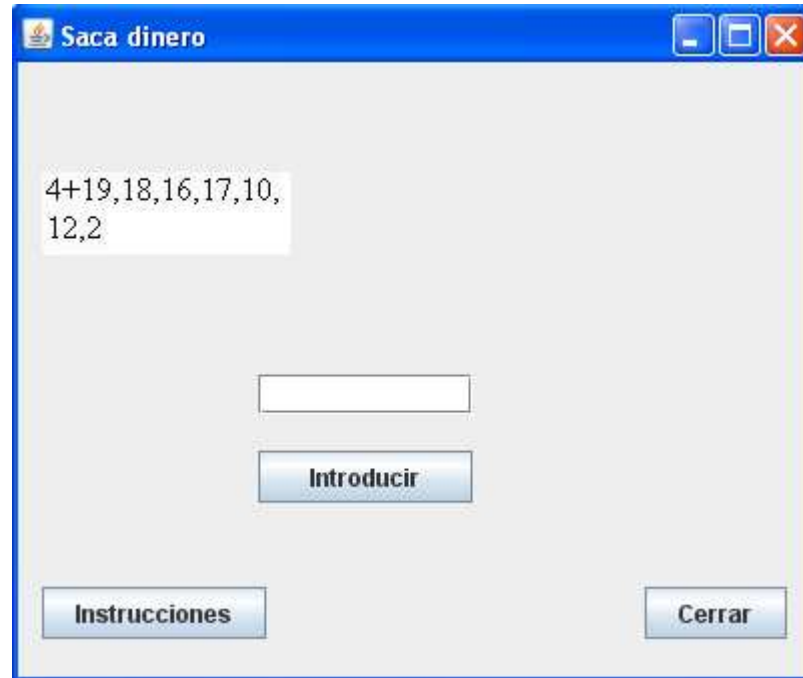 Saca dinero
4+19,18,16,17,10,
12,2
Introducir
Instrucciones
Cerrar